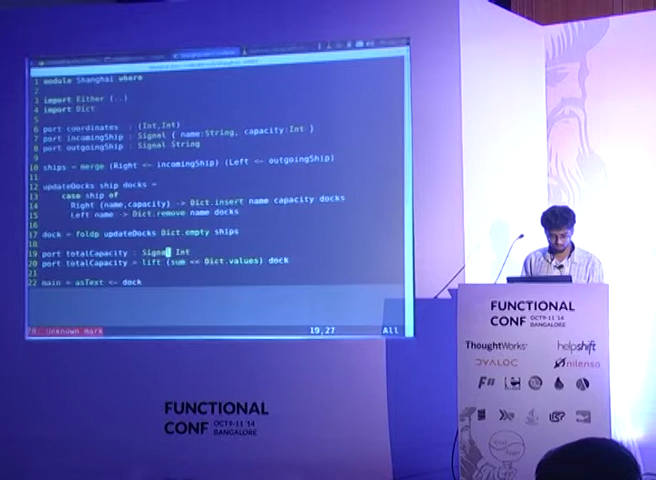 1 module Shanghai where
2
3 import Either (..)
4 import Dict
5
6 port coordinates : (Int,Int)
7 port incomingShip : Signal { name:String, capacity:Int }
8 port outgoingShip : Signal String
9
10 ships = merge (Right <~ incomingShip) (Left <~ outgoingShip)
11
12 updateDocks ship docks =
13 case ship of
14 Right {name,capacity} -> Dict.insert name capacity docks
15 Left name -> Dict.remove name docks
16
17 dock = foldp updateDocks Dict.empty ships
18
19 port totalCapacity : Signal Int
20 port totalCapacity = lift (sum << Dict.values) dock
21
22 main = asText <~ dock
Unknown mark
19,27
All
FUNCTIONAL
CONF OCT9-11 '14
BANGALORE
FUNCTIONAL
CONF OCT9-11 '14
BANGALORE
ThoughtWorks
helpshift
DYALOC
nilenso
F#